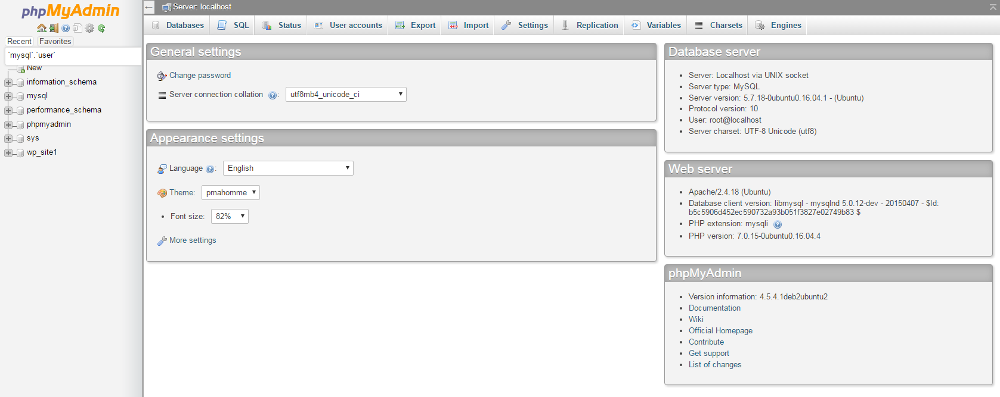 phpMyAdmin
Recent Favorites
`mysql`.`user`
New
information_schema
mysql
performance_schema
phpmyadmin
sys
wp_site1
Server: localhost
Databases SQL Status User accounts Export Import Settings Replication Variables Charsets Engines
General settings
Change password
Server connection collation : utf8mb4_unicode_ci
Appearance settings
Language : English
Theme: pmahomme
Font size: 82%
More settings
Database server
Server: Localhost via UNIX socket
Server type: MySQL
Server version: 5.7.18-0ubuntu0.16.04.1 - (Ubuntu)
Protocol version: 10
User: root@localhost
Server charset: UTF-8 Unicode (utf8)
Web server
Apache/2.4.18 (Ubuntu)
Database client version: libmysql - mysqlnd 5.0.12-dev - 20150407 - $Id:
b5c5906d452ec590732a93b051f3827e02749b83 $
PHP extension: mysqli
PHP version: 7.0.15-0ubuntu0.16.04.4
phpMyAdmin
Version information: 4.5.4.1deb2ubuntu2
Documentation
Wiki
Official Homepage
Contribute
Get support
List of changes